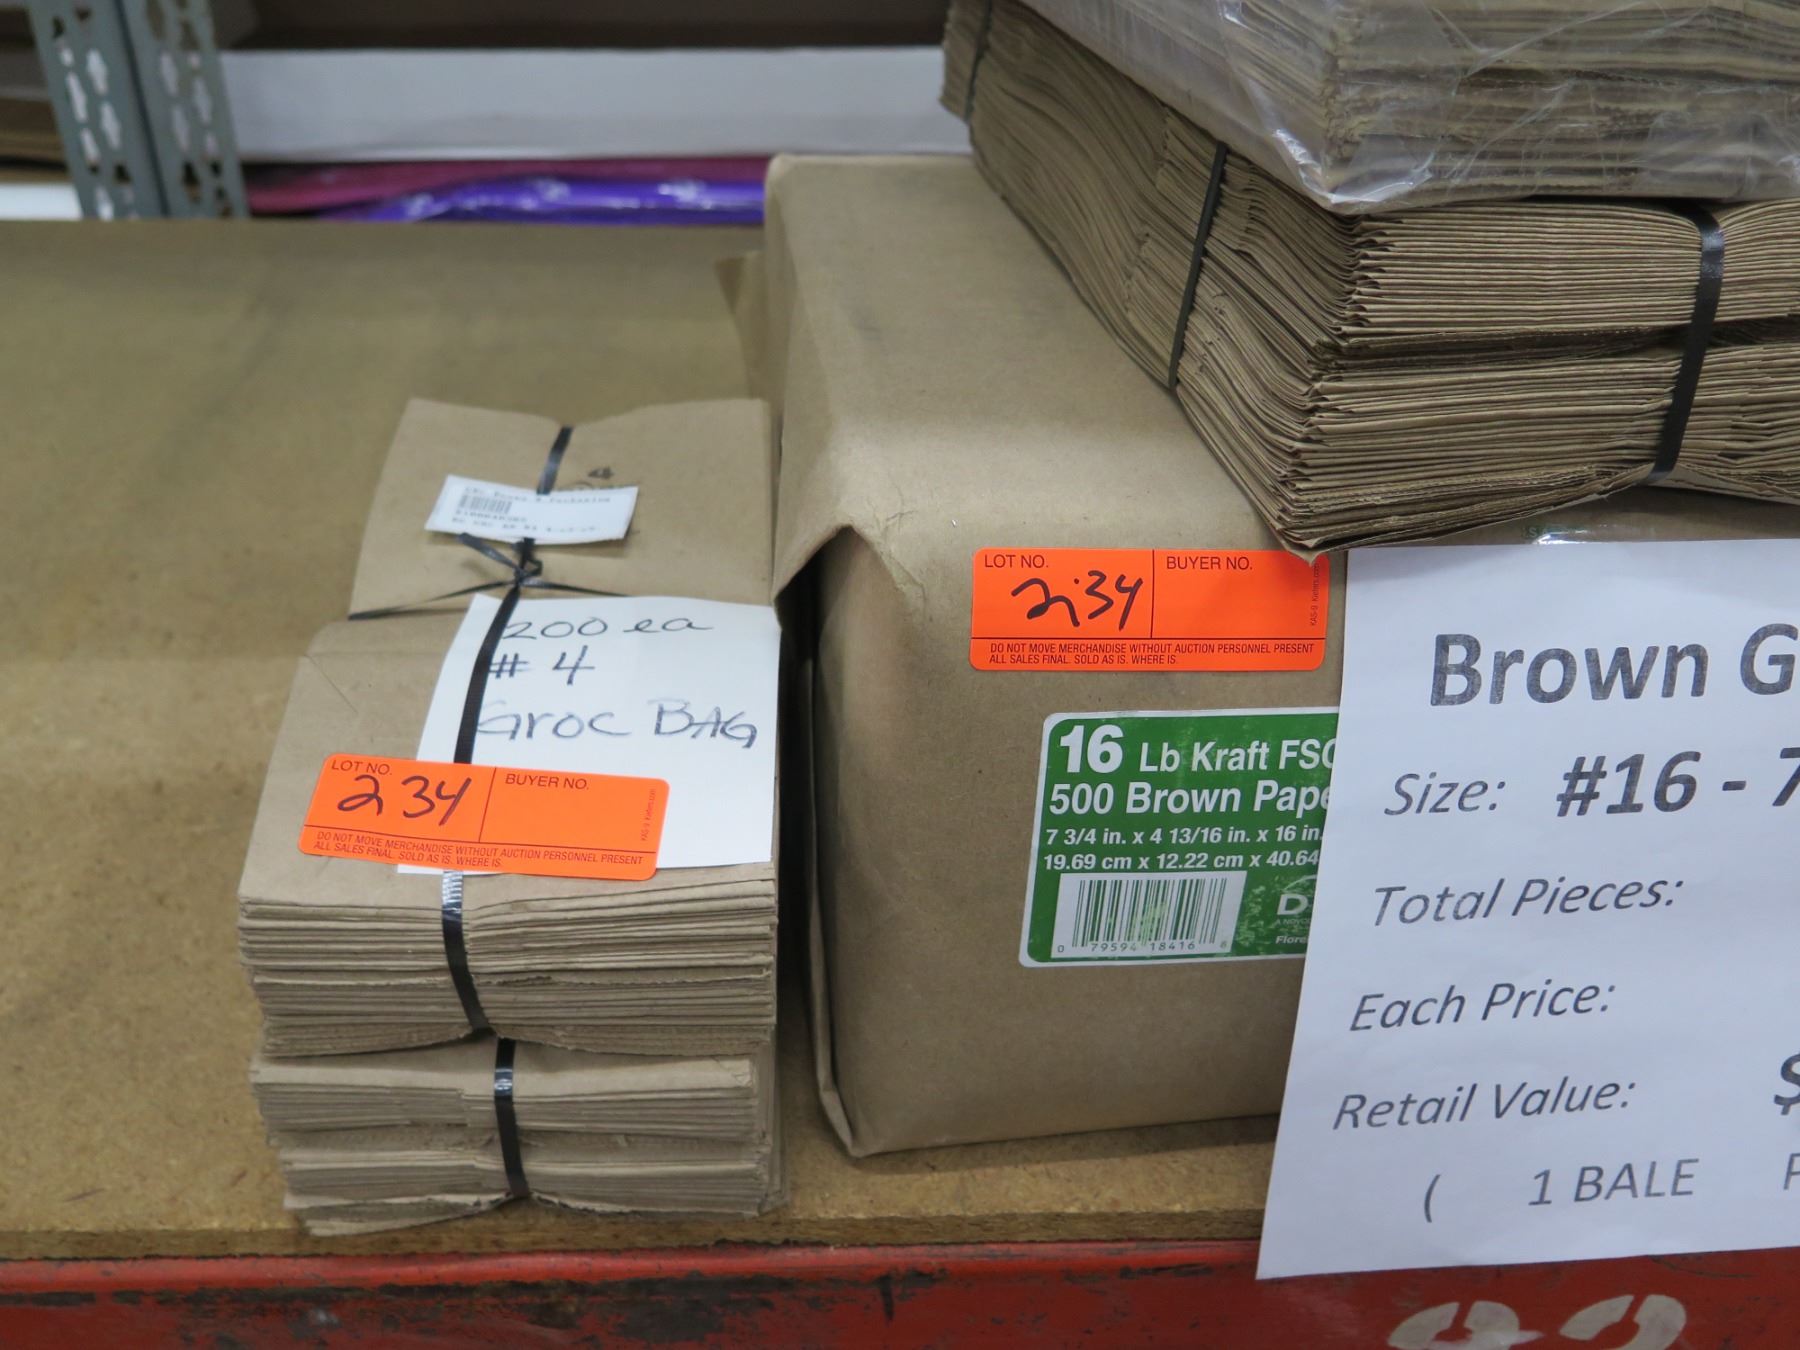 200 ea
# 4
Groc BAG
LOT NO.
234
BUYER NO.
DO NOT MOVE MERCHANDISE WITHOUT AUCTION PERSONNEL PRESENT
ALL SALES FINAL. SOLD AS IS. WHERE IS.
LOT NO.
234
BUYER NO.
DO NOT MOVE MERCHANDISE WITHOUT AUCTION PERSONNEL PRESENT
ALL SALES FINAL. SOLD AS IS. WHERE IS.
16 Lb Kraft FSC
500 Brown Pape
7 3/4 in. x 4 13/16 in. x 16 in.
19.69 cm x 12.22 cm x 40.64
0 79594 18416 8
D
Flore
Brown G
Size: #16 - 7
Total Pieces:
Each Price:
Retail Value: $
( 1 BALE